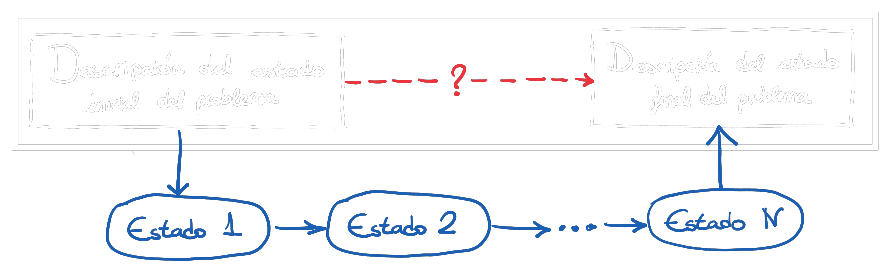 Descripción del estado
inicial del problema
?
Descripción del estado
final del problema
Estado 1
Estado 2
...
Estado N